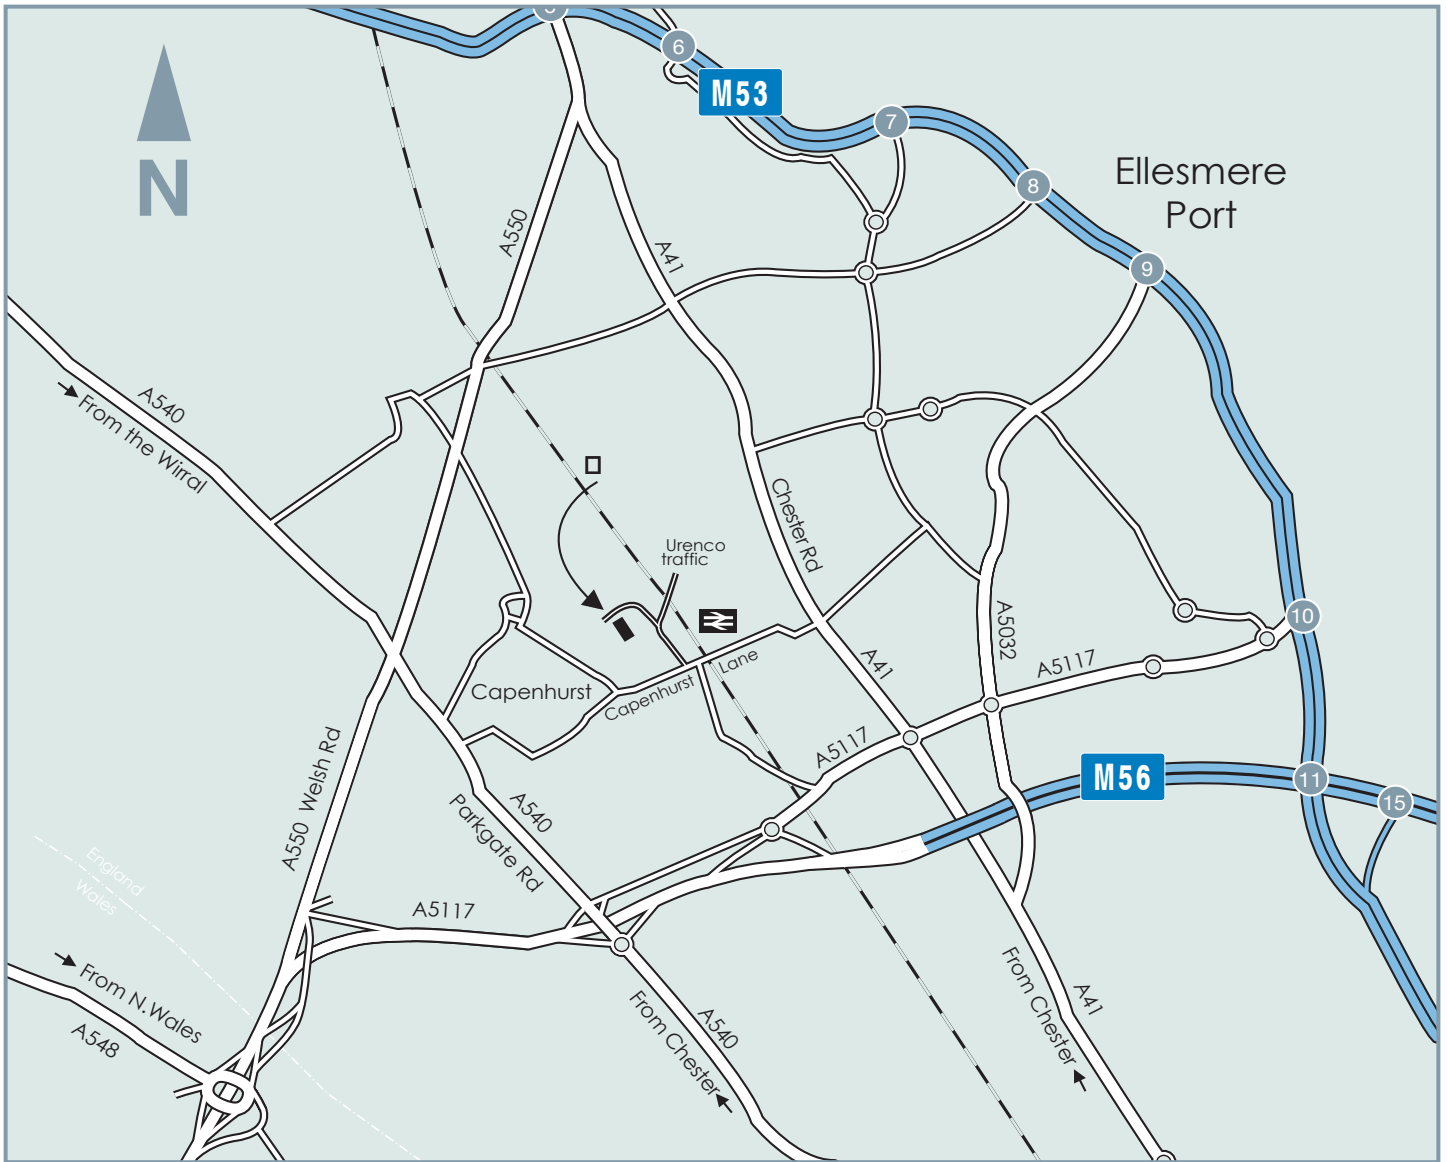 5
6
M53
7
8
Ellesmere
Port
9
N
A550
A41
A540
From the Wirral
Chester Rd
Urenco
traffic
10
A5032
A5117
A41
Capenhurst
Capenhurst Lane
A5117
M56
11
15
A550 Welsh Rd
A540
Parkgate Rd
England
Wales
A5117
From N.Wales
A548
From Chester
A540
From Chester
A41